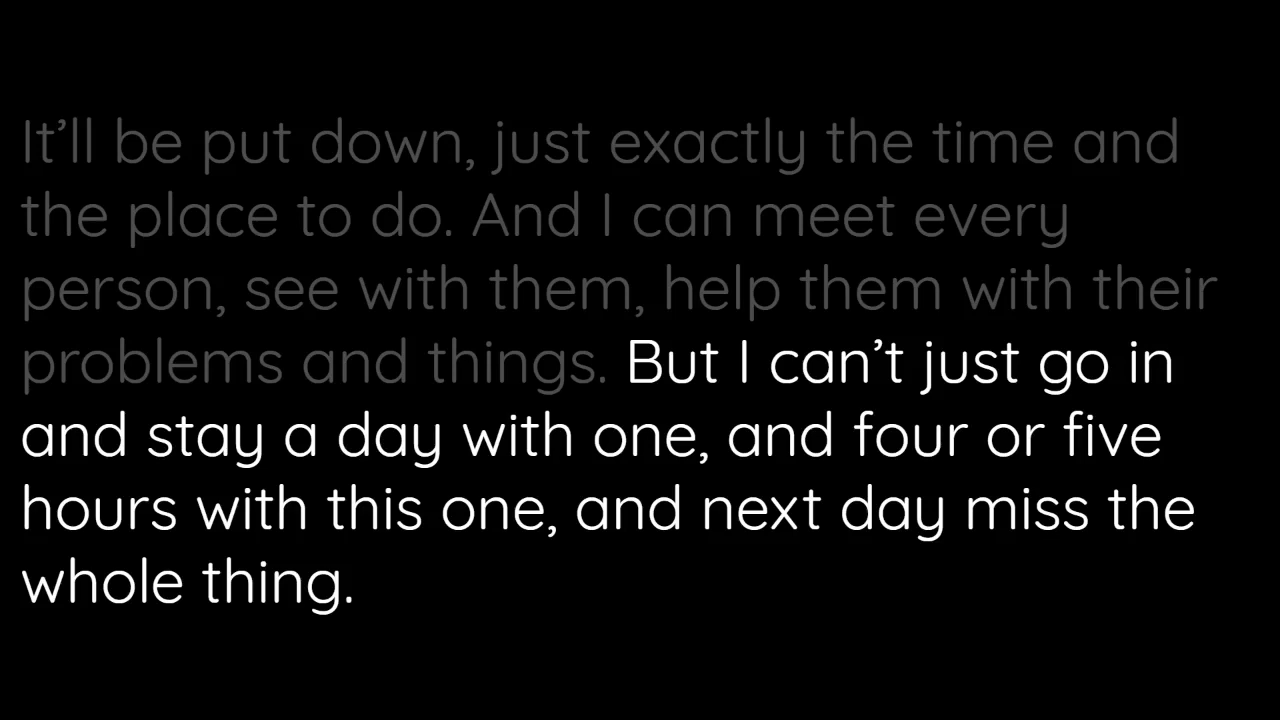 It’ll be put down, just exactly the time and
the place to do. And I can meet every
person, see with them, help them with their
problems and things. But I can’t just go in
and stay a day with one, and four or five
hours with this one, and next day miss the
whole thing.